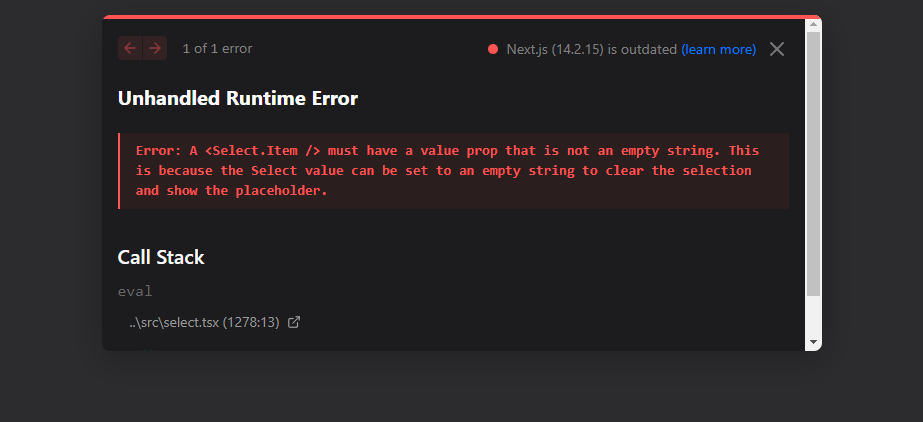 1 of 1 error
Next.js (14.2.15) is outdated (learn more)
Unhandled Runtime Error
Error: A <Select.Item /> must have a value prop that is not an empty string. This
is because the Select value can be set to an empty string to clear the selection
and show the placeholder.
Call Stack
eval
..\src\select.tsx (1278:13)